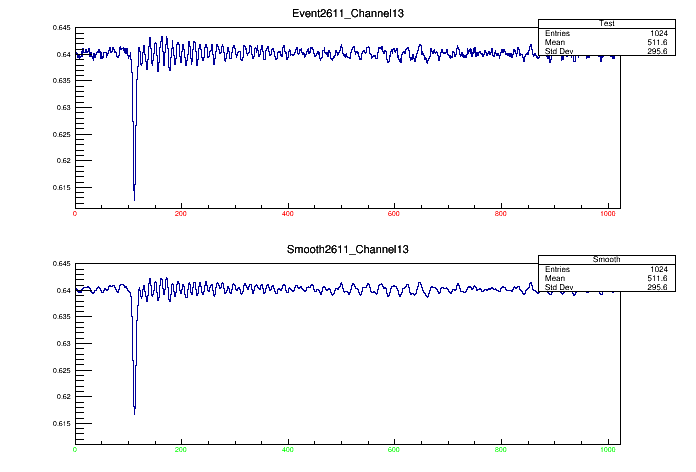 Event2611_Channel13
Test
Entries 1024
Mean 511.6
Std Dev 295.6
0.645
0.64
0.635
0.63
0.625
0.62
0.615
0 200 400 600 800 1000
Smooth2611_Channel13
Smooth
Entries 1024
Mean 511.6
Std Dev 295.6
0.645
0.64
0.635
0.63
0.625
0.62
0.615
0 200 400 600 800 1000